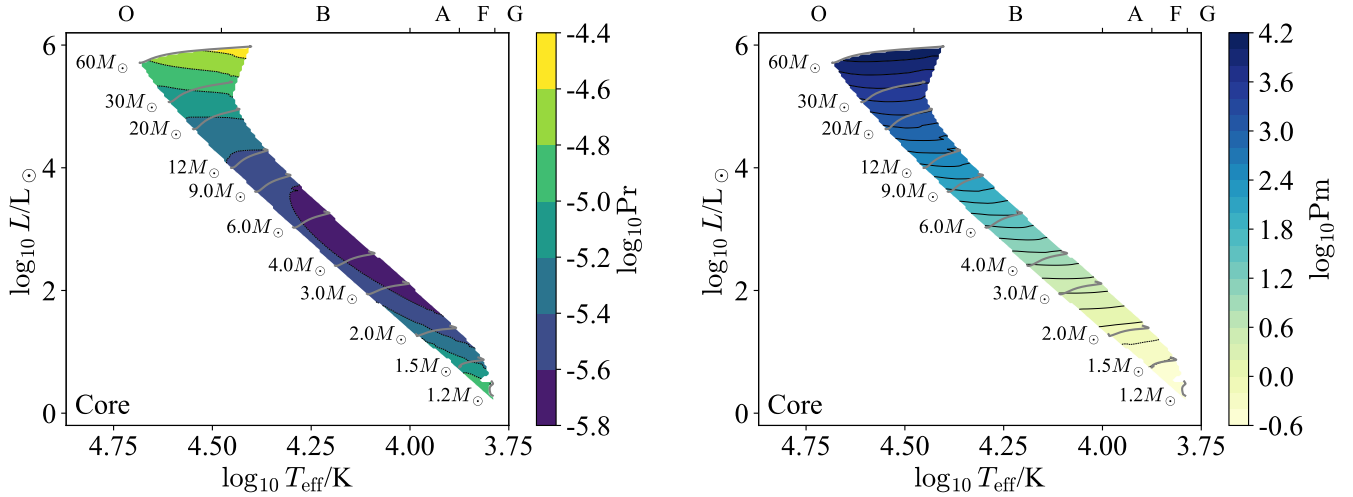 O B A F G
6
4
2
0
log₁₀ L/L☉
60M☉
30M☉
20M☉
12M☉
9.0M☉
6.0M☉
4.0M☉
3.0M☉
2.0M☉
1.5M☉
1.2M☉
Core
4.75 4.50 4.25 4.00 3.75
log₁₀ T_eff/K
-4.4
-4.6
-4.8
-5.0
-5.2
-5.4
-5.6
-5.8
log₁₀Pr
O B A F G
6
4
2
0
log₁₀ L/L☉
60M☉
30M☉
20M☉
12M☉
9.0M☉
6.0M☉
4.0M☉
3.0M☉
2.0M☉
1.5M☉
1.2M☉
Core
4.75 4.50 4.25 4.00 3.75
log₁₀ T_eff/K
4.2
3.6
3.0
2.4
1.8
1.2
0.6
0.0
-0.6
log₁₀Pm